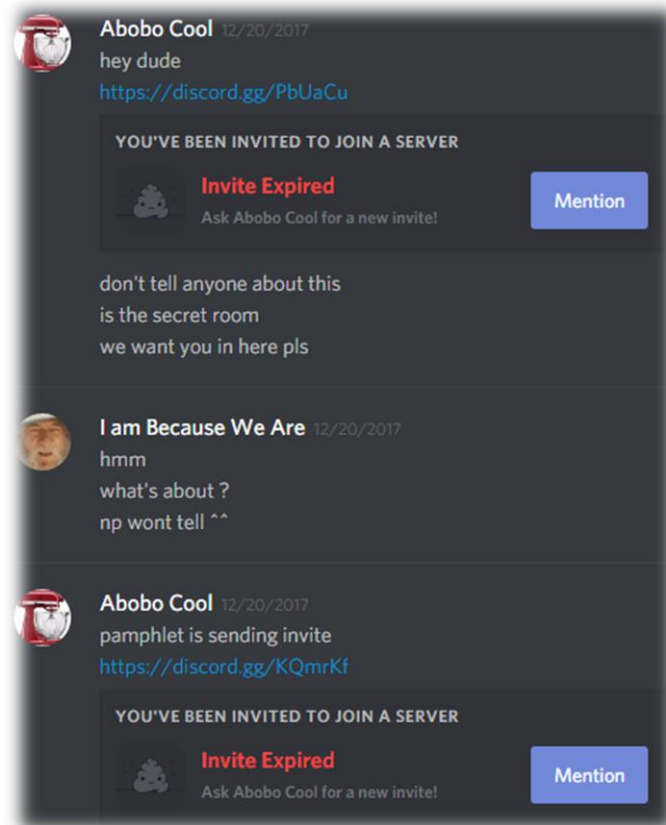 Abobo Cool 12/20/2017
hey dude
https://discord.gg/PbUaCu
YOU'VE BEEN INVITED TO JOIN A SERVER
Invite Expired
Ask Abobo Cool for a new invite!
Mention
don't tell anyone about this
is the secret room
we want you in here pls
I am Because We Are 12/20/2017
hmm
what's about ?
np wont tell ^^
Abobo Cool 12/20/2017
pamphlet is sending invite
https://discord.gg/KQmrKf
YOU'VE BEEN INVITED TO JOIN A SERVER
Invite Expired
Ask Abobo Cool for a new invite!
Mention